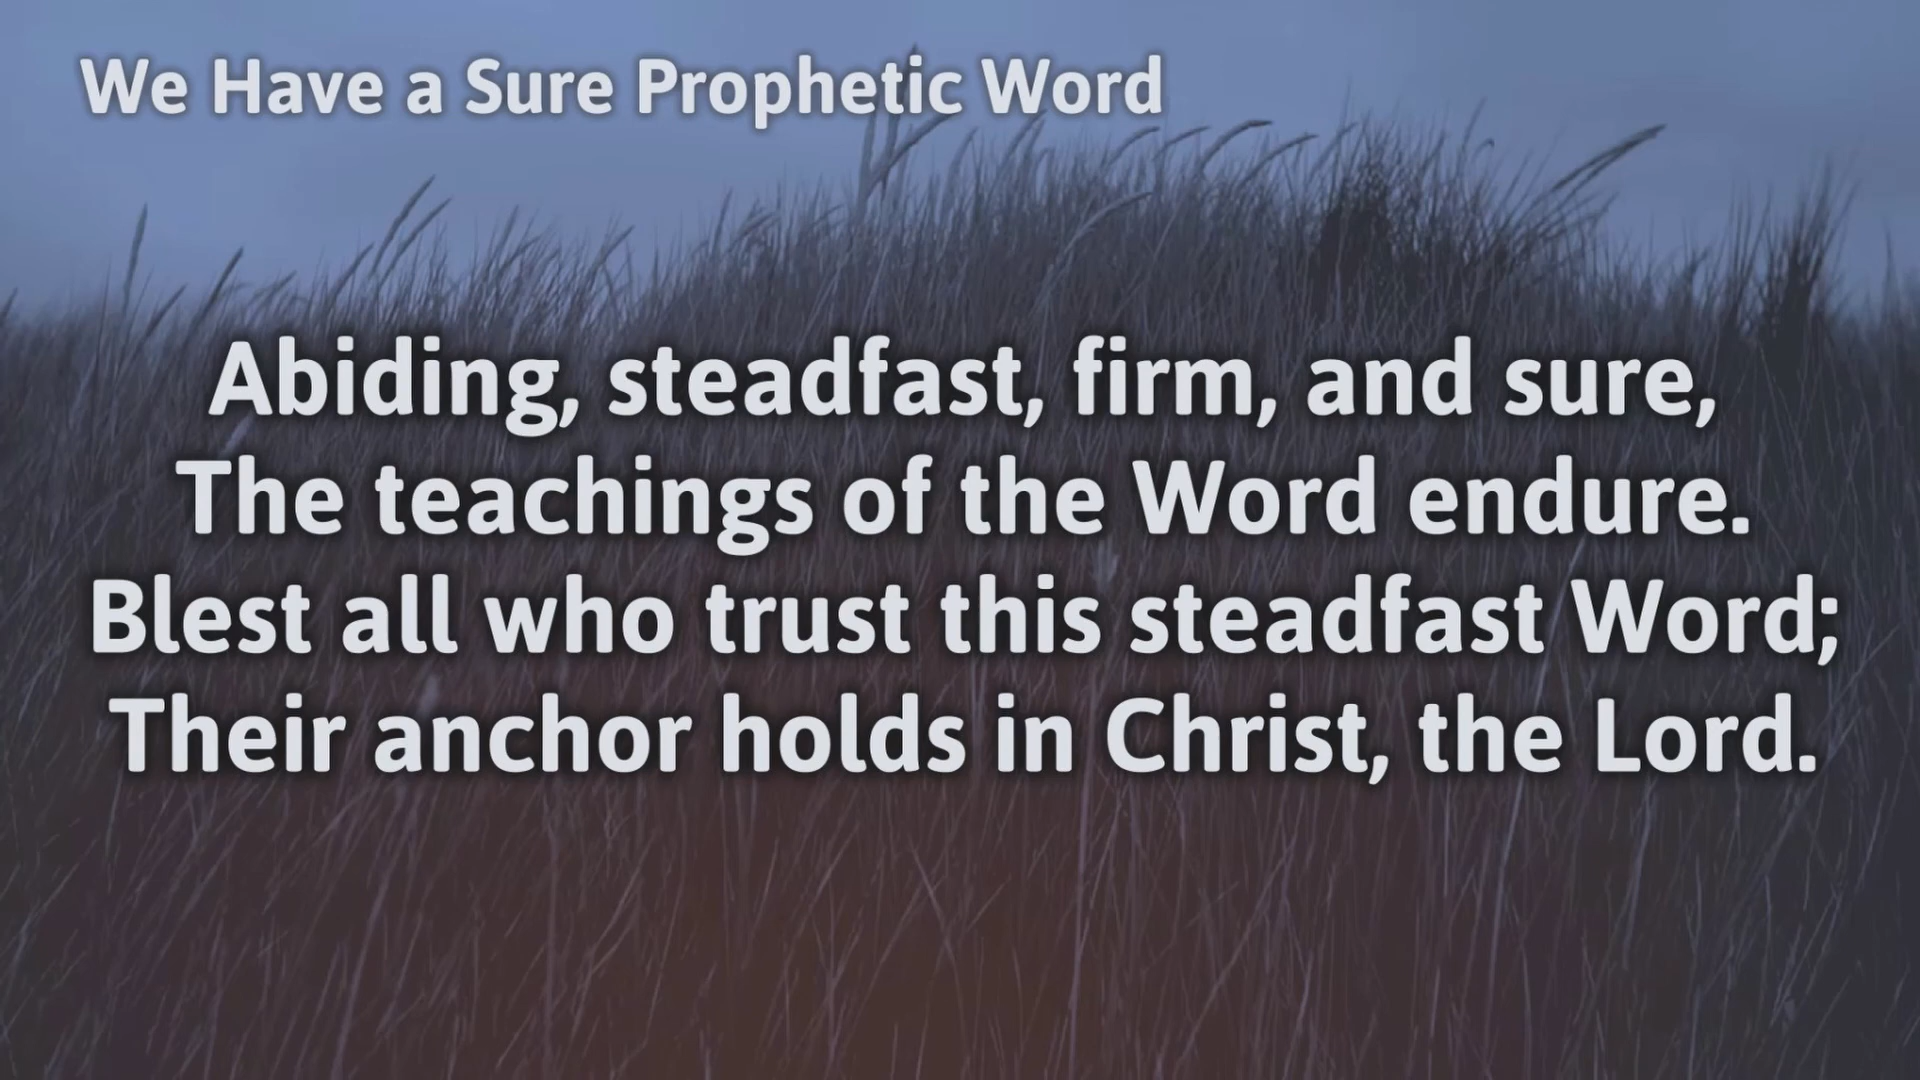 We Have a Sure Prophetic Word
Abiding, steadfast, firm, and sure,
The teachings of the Word endure.
Blest all who trust this steadfast Word;
Their anchor holds in Christ, the Lord.